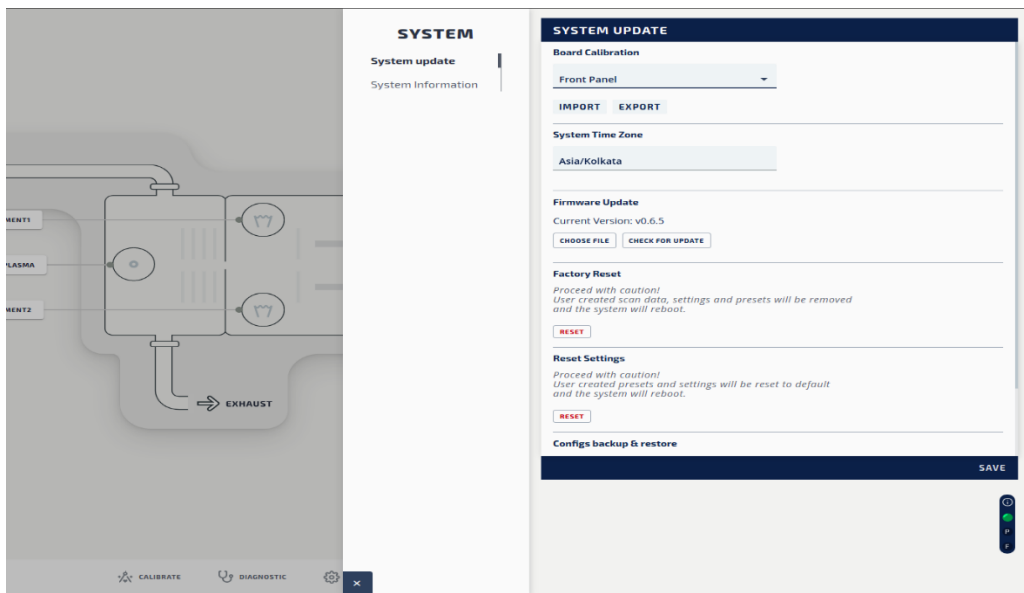 SYSTEM
System update
System Information
SYSTEM UPDATE
Board Calibration
Front Panel
IMPORT EXPORT
System Time Zone
Asia/Kolkata
Firmware Update
Current Version: v0.6.5
CHOOSE FILE CHECK FOR UPDATE
Factory Reset
Proceed with caution!
User created scan data, settings and presets will be removed
and the system will reboot.
RESET
Reset Settings
Proceed with caution!
User created presets and settings will be reset to default
and the system will reboot.
RESET
Configs backup & restore
SAVE
MENT1
PLASMA
MENT2
EXHAUST
CALIBRATE DIAGNOSTIC
×
P
F